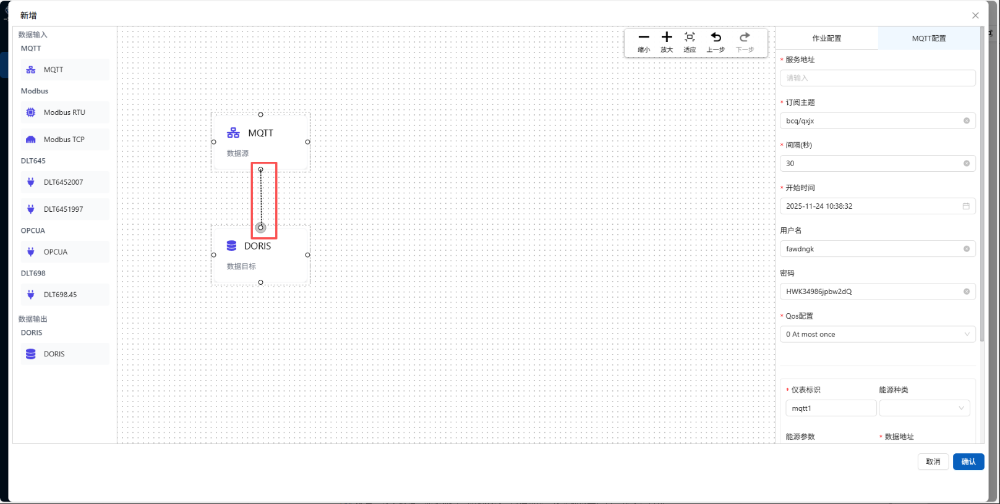 新增
数据输入
MQTT
MQTT
Modbus
Modbus RTU
Modbus TCP
DLT645
DLT6452007
DLT6451997
OPCUA
OPCUA
DLT698
DLT698.45
数据输出
DORIS
DORIS
缩小 放大 适应 上一步 下一步
MQTT
数据源
DORIS
数据目标
作业配置 MQTT配置
* 服务地址
请输入
* 订阅主题
bcq/qxjx
* 间隔(秒)
30
* 开始时间
2025-11-24 10:38:32
用户名
fawdngk
密码
HWK34986jpbw2dQ
* Qos配置
0 At most once
* 仪表标识 能源种类
mqtt1
能源参数 * 数据地址
取消 确认